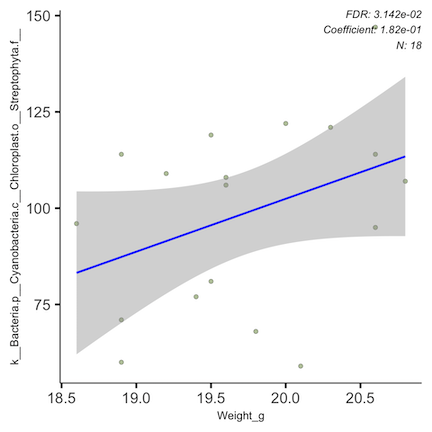 FDR: 3.142e-02
Coefficient: 1.82e-01
N: 18
k__Bacteria.p__Cyanobacteria.c__Chloroplast.o__Streptophyta.f__
150
125
100
75
18.5 19.0 19.5 20.0 20.5
Weight_g